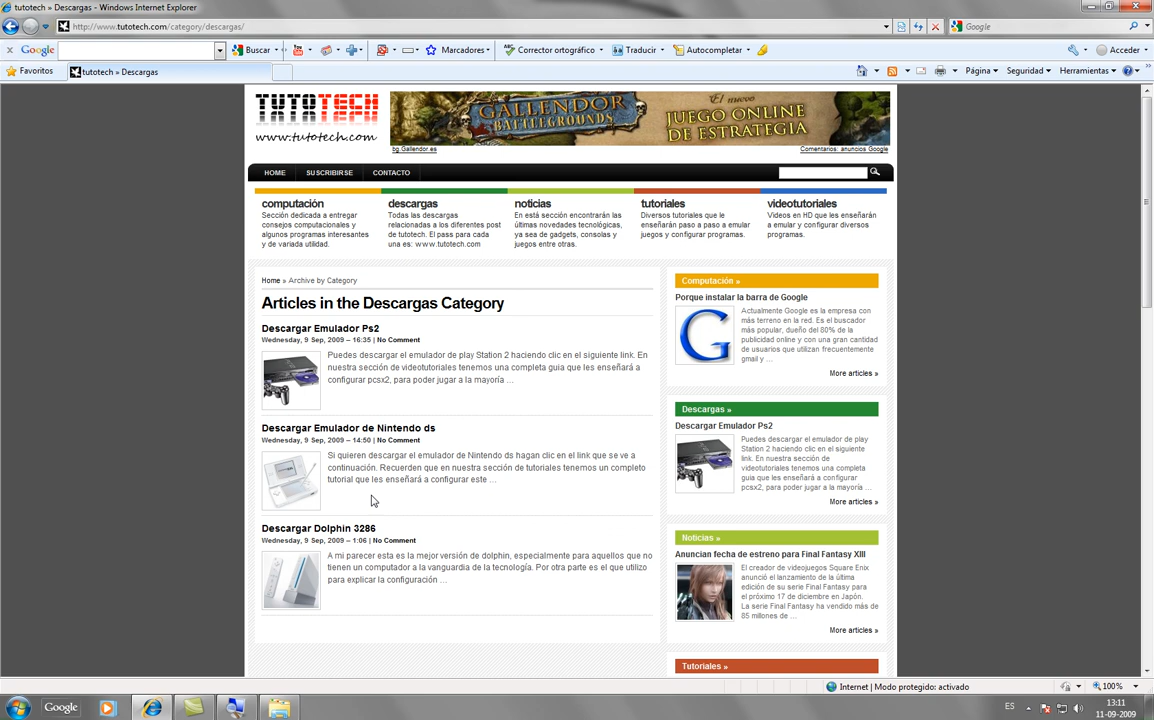 tutotech » Descargas - Windows Internet Explorer
http://www.tutotech.com/category/descargas/
Google
x Google Buscar Marcadores Corrector ortográfico Traducir Autocompletar Acceder
Favoritos tutotech » Descargas Página Seguridad Herramientas
TUTOTECH
www.tutotech.com
GALLENDOR
BATTLEGROUNDS
El nuevo
JUEGO ONLINE
DE ESTRATEGIA
bg.Gallendor.es Comentarios: anuncios Google
HOME SUSCRIBIRSE CONTACTO
computación
Sección dedicada a entregar
consejos computacionales y
algunos programas interesantes
y de variada utilidad.
descargas
Todas las descargas
relacionadas a los diferentes post
de tutotech. El pass para cada
una es: www.tutotech.com
noticias
En está sección encontrarán las
últimas novedades tecnológicas,
ya sea de gadgets, consolas y
juegos entre otras.
tutoriales
Diversos tutoriales que le
enseñarán paso a paso a emular
juegos y configurar programas.
videotutoriales
Videos en HD que les enseñarán
a emular y configurar diversos
programas.
Home » Archive by Category
Articles in the Descargas Category
Descargar Emulador Ps2
Wednesday, 9 Sep, 2009 – 16:35 | No Comment
Puedes descargar el emulador de play Station 2 haciendo clic en el siguiente link. En
nuestra sección de videotutoriales tenemos una completa guia que les enseñará a
configurar pcsx2, para poder jugar a la mayoría ...
Descargar Emulador de Nintendo ds
Wednesday, 9 Sep, 2009 – 14:50 | No Comment
Si quieren descargar el emulador de Nintendo ds hagan clic en el link que se ve a
continuación. Recuerden que en nuestra sección de tutoriales tenemos un completo
tutorial que les enseñará a configurar este ...
Descargar Dolphin 3286
Wednesday, 9 Sep, 2009 – 1:06 | No Comment
A mi parecer esta es la mejor versión de dolphin, especialmente para aquellos que no
tienen un computador a la vanguardia de la tecnología. Por otra parte es el que utilizo
para explicar la configuración ...
Computación »
Porque instalar la barra de Google
Actualmente Google es la empresa con
más terreno en la red. Es el buscador
más popular, dueño del 80% de la
publicidad online y con una gran cantidad
de usuarios que utilizan frecuentemente
gmail y ...
More articles »
Descargas »
Descargar Emulador Ps2
Puedes descargar el emulador de play
Station 2 haciendo clic en el siguiente
link. En nuestra sección de
videotutoriales tenemos una completa
guia que les enseñará a configurar
pcsx2, para poder jugar a la mayoría ...
More articles »
Noticias »
Anuncian fecha de estreno para Final Fantasy XIII
El creador de videojuegos Square Enix
anunció el lanzamiento de la última
edición de su serie Final Fantasy para
el próximo 17 de diciembre en Japón.
La serie Final Fantasy ha vendido más de
85 millones de ...
More articles »
Tutoriales »
Internet | Modo protegido: activado 100%
Google ES 13:11
11-09-2009